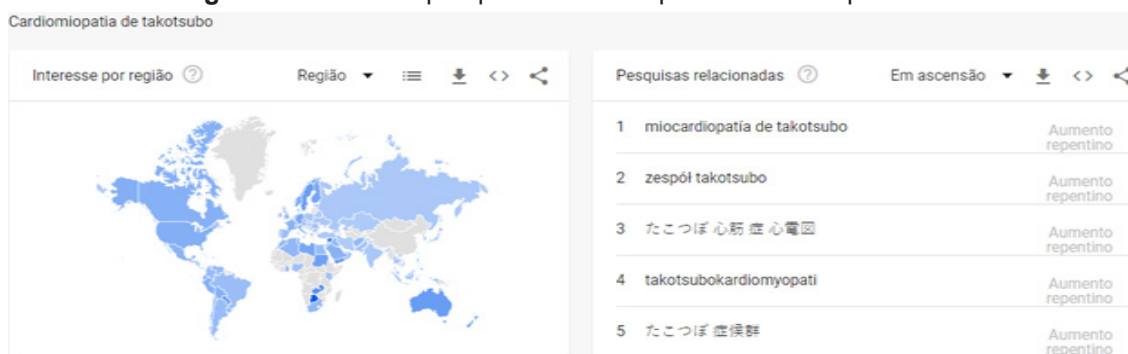 Cardiomiopatia de takotsubo
Interesse por região
Região
Pesquisas relacionadas
Em ascensão
1 miocardiopatía de takotsubo
Aumento
repentino
2 zespół takotsubo
Aumento
repentino
3 たこつぼ 心筋 症 心電図
Aumento
repentino
4 takotsubokardiomyopati
Aumento
repentino
5 たこつぼ 症候群
Aumento
repentino